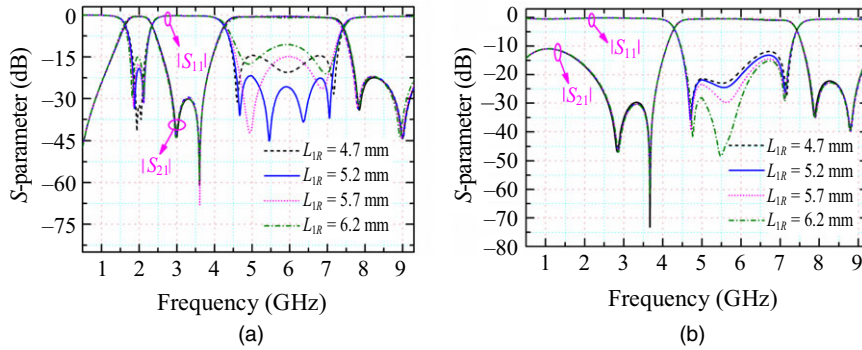 S-parameter (dB)
0
−15
−30
−45
−60
−75
|S11|
|S21|
L1R = 4.7 mm
L1R = 5.2 mm
L1R = 5.7 mm
L1R = 6.2 mm
1 2 3 4 5 6 7 8 9
Frequency (GHz)
(a)
S-parameter (dB)
0
−10
−20
−30
−40
−50
−60
−70
−80
|S11|
|S21|
L1R = 4.7 mm
L1R = 5.2 mm
L1R = 5.7 mm
L1R = 6.2 mm
1 2 3 4 5 6 7 8 9
Frequency (GHz)
(b)